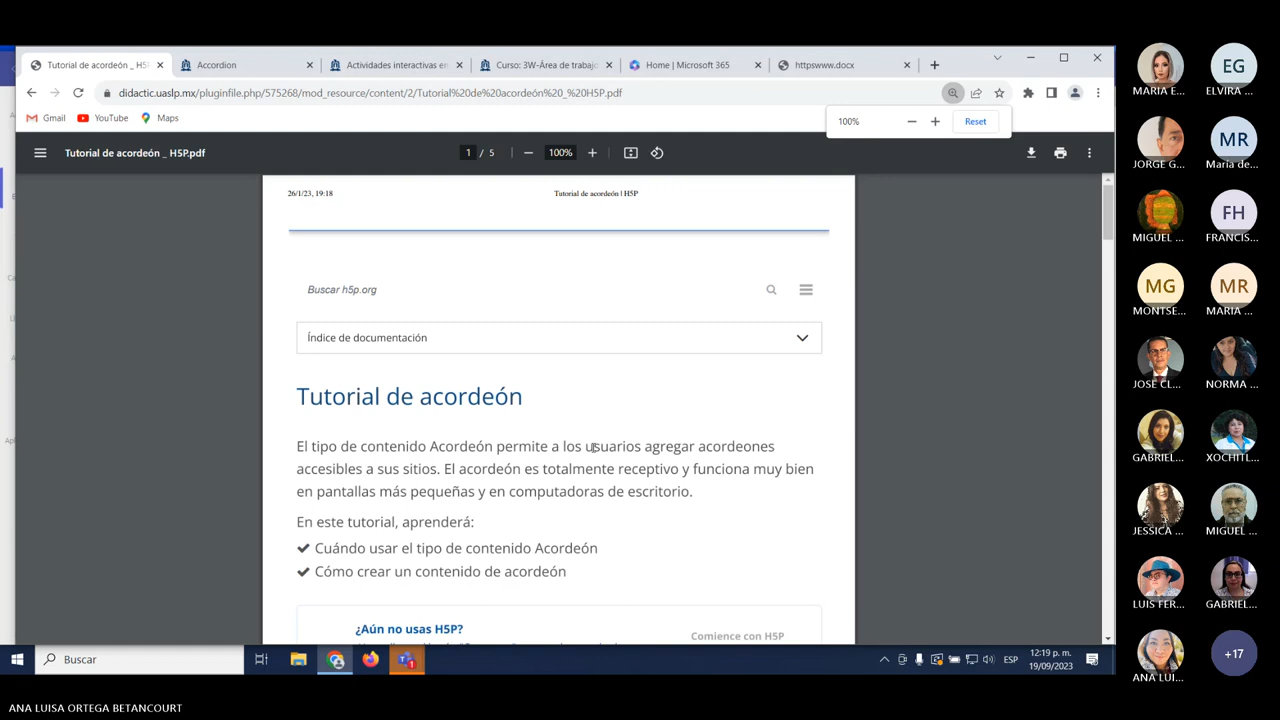 Tutorial de acordeón _ H5
Accordion
Actividades interactivas en
Curso: 3W-Área de trabajo
Home | Microsoft 365
httpswww.docx
didactic.uaslp.mx/pluginfile.php/575268/mod_resource/content/2/Tutorial%20de%20acordeón%20_%20H5P.pdf
Gmail
YouTube
Maps
100%
Reset
Tutorial de acordeón _ H5P.pdf
1 / 5
100%
26/1/23, 19:18
Tutorial de acordeón | H5P
Buscar h5p.org
Índice de documentación
Tutorial de acordeón
El tipo de contenido Acordeón permite a los usuarios agregar acordeones
accesibles a sus sitios. El acordeón es totalmente receptivo y funciona muy bien
en pantallas más pequeñas y en computadoras de escritorio.
En este tutorial, aprenderá:
✔ Cuándo usar el tipo de contenido Acordeón
✔ Cómo crear un contenido de acordeón
¿Aún no usas H5P?
Comience con H5P
Buscar
ESP
12:19 p. m.
19/09/2023
MARIA E...
EG
ELVIRA ...
JORGE G...
MR
María de...
MIGUEL ...
FH
FRANCIS...
MG
MONTSE...
MR
MARIA ...
JOSE CL...
NORMA ...
GABRIEL...
XOCHITL...
JESSICA ...
MIGUEL ...
LUIS FER...
GABRIEL...
ANA LUI...
+17
ANA LUISA ORTEGA BETANCOURT